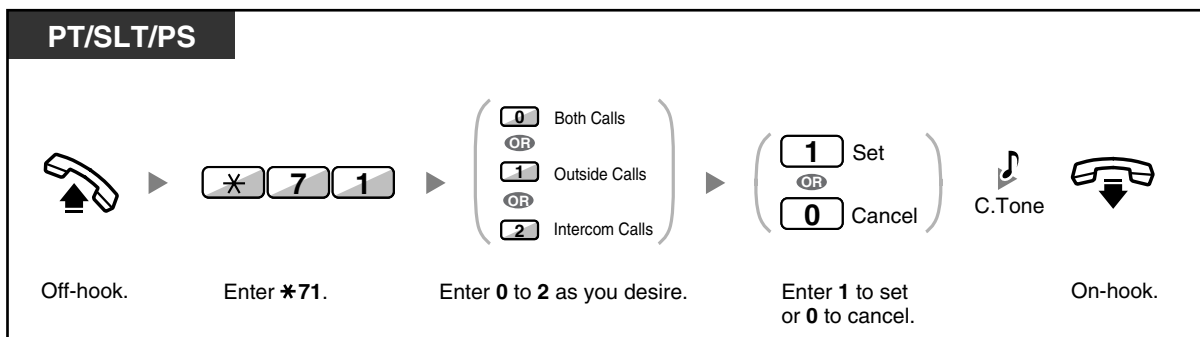 PT/SLT/PS
0 Both Calls
OR
1 Outside Calls
OR
2 Intercom Calls
* 7 1
1 Set
OR
0 Cancel
C.Tone
Off-hook.
Enter *71.
Enter 0 to 2 as you desire.
Enter 1 to set
or 0 to cancel.
On-hook.